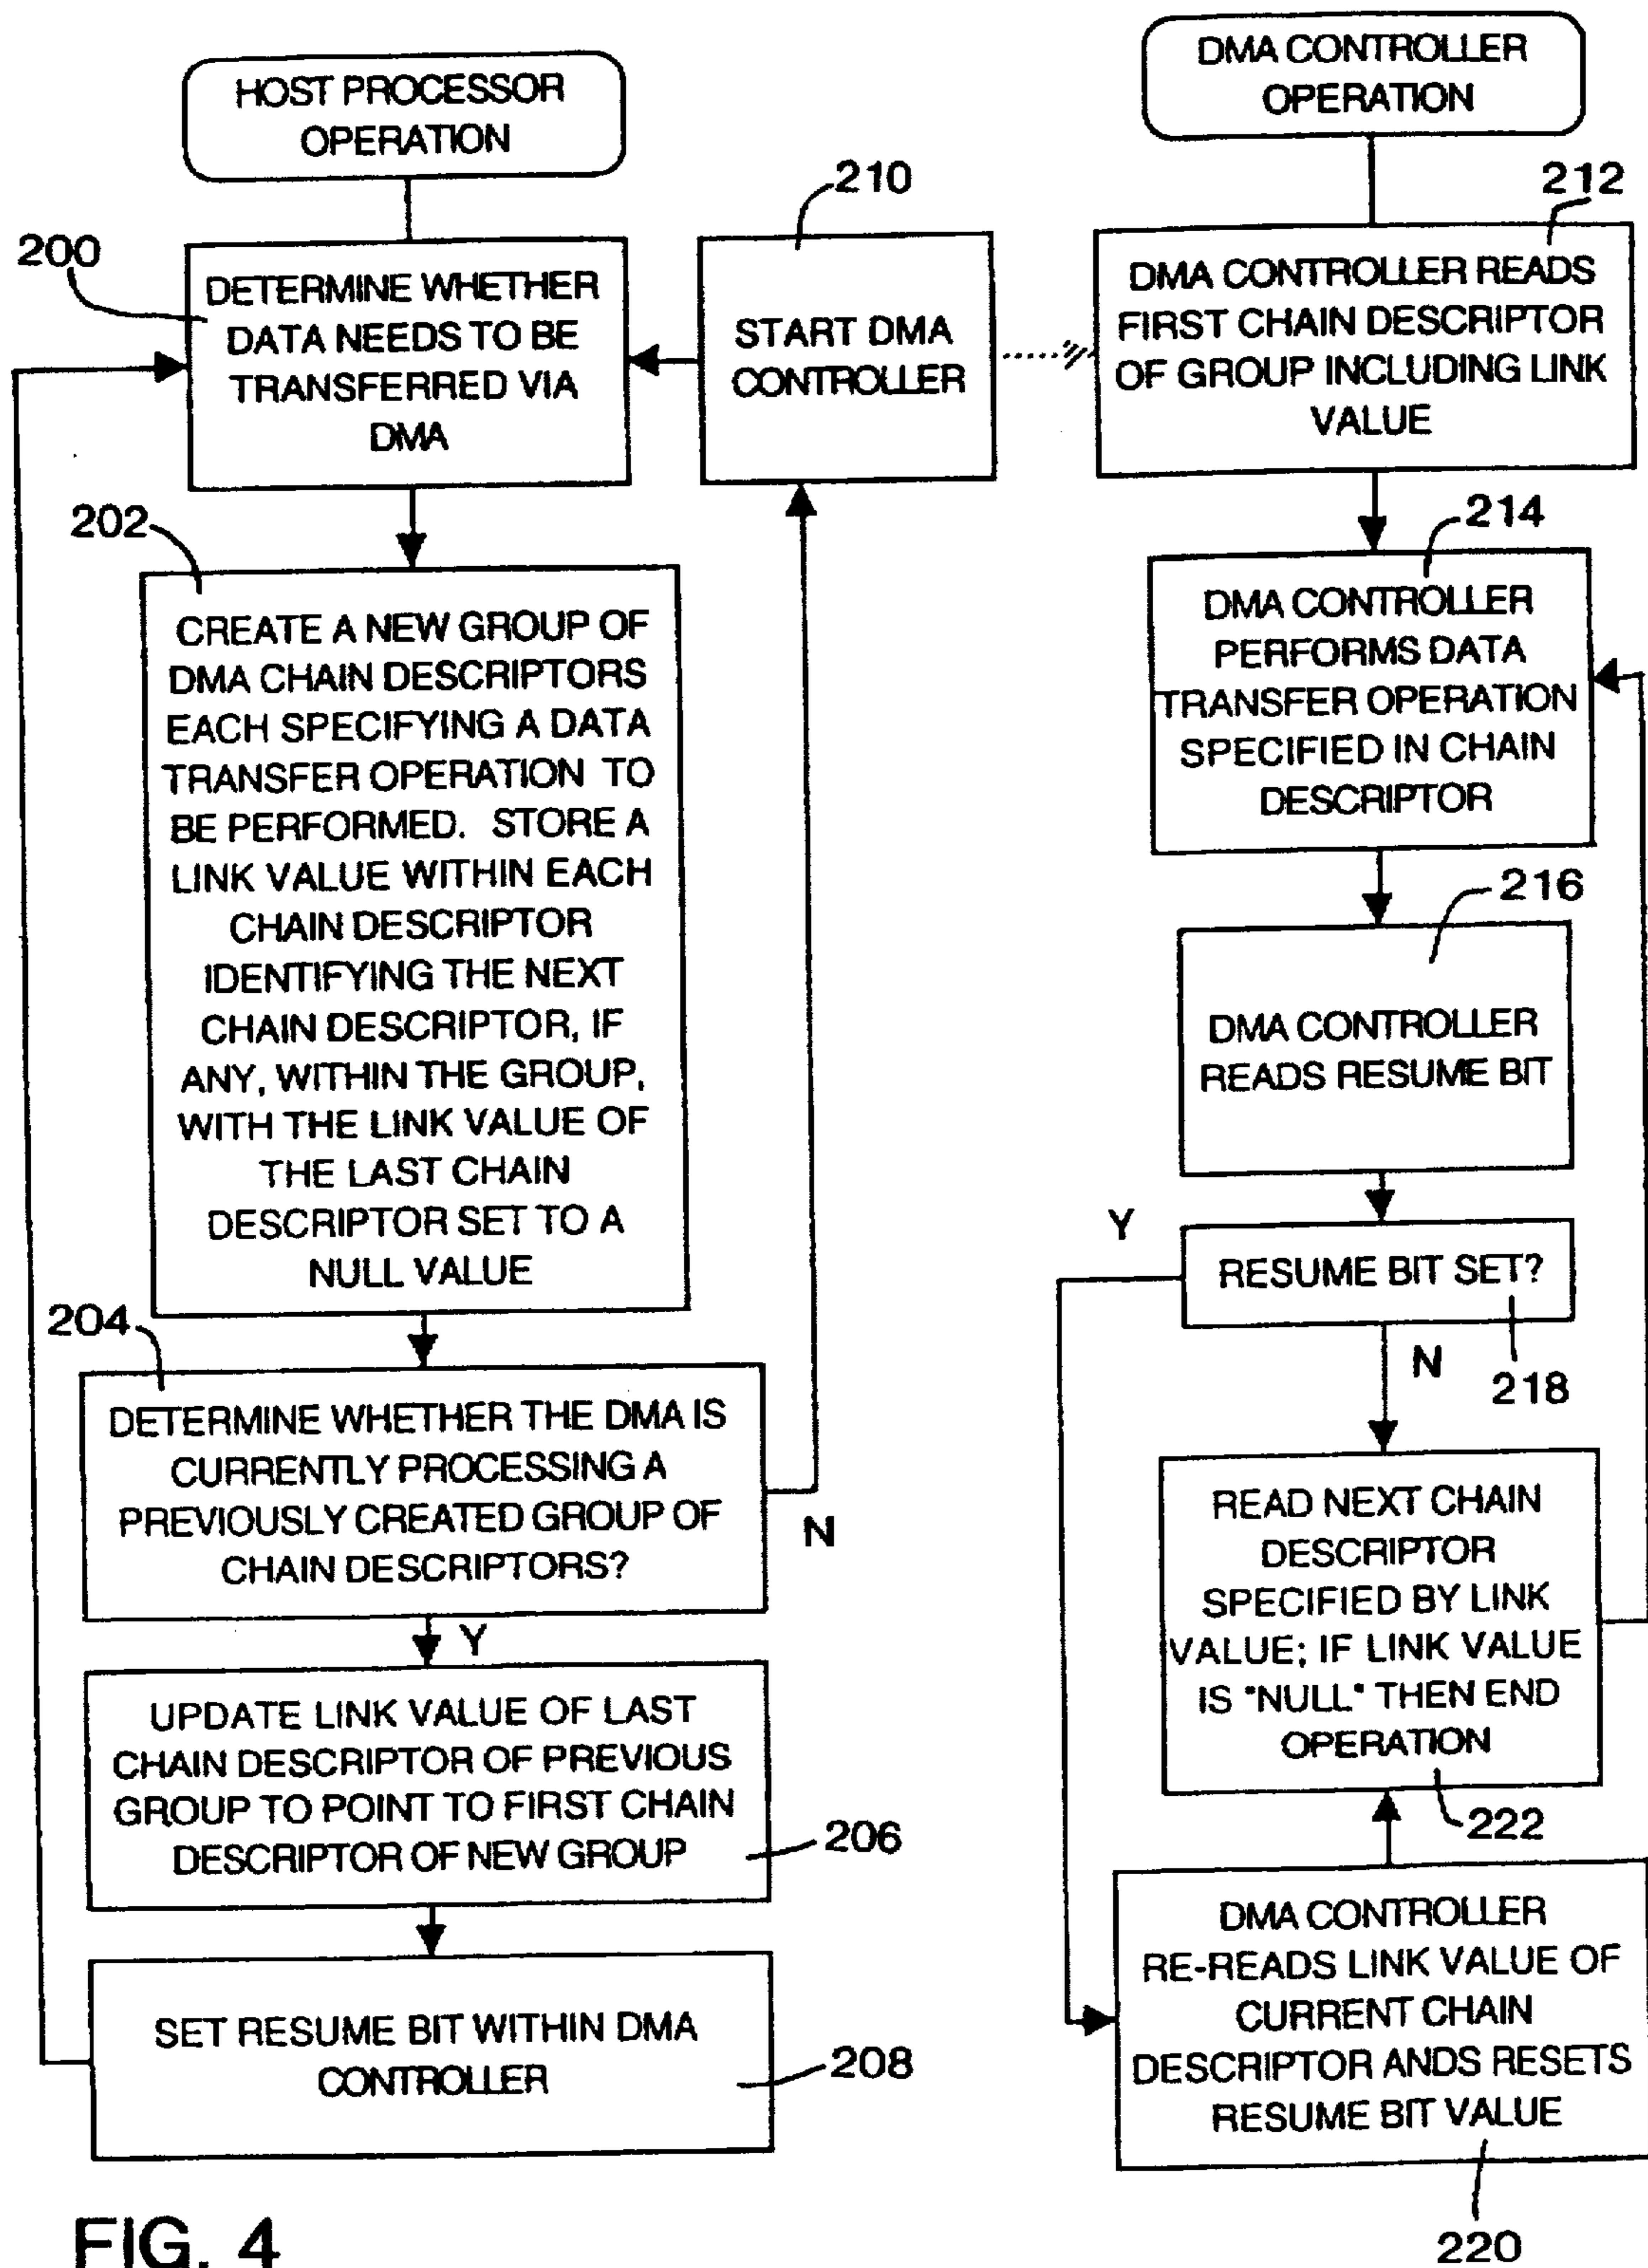 HOST PROCESSOR
OPERATION
200
DETERMINE WHETHER
DATA NEEDS TO BE
TRANSFERRED VIA
DMA
210
START DMA
CONTROLLER
202
CREATE A NEW GROUP OF
DMA CHAIN DESCRIPTORS
EACH SPECIFYING A DATA
TRANSFER OPERATION TO
BE PERFORMED. STORE A
LINK VALUE WITHIN EACH
CHAIN DESCRIPTOR
IDENTIFYING THE NEXT
CHAIN DESCRIPTOR, IF
ANY, WITHIN THE GROUP,
WITH THE LINK VALUE OF
THE LAST CHAIN
DESCRIPTOR SET TO A
NULL VALUE
204
DETERMINE WHETHER THE DMA IS
CURRENTLY PROCESSING A
PREVIOUSLY CREATED GROUP OF
CHAIN DESCRIPTORS?
N
Y
UPDATE LINK VALUE OF LAST
CHAIN DESCRIPTOR OF PREVIOUS
GROUP TO POINT TO FIRST CHAIN
DESCRIPTOR OF NEW GROUP
206
SET RESUME BIT WITHIN DMA
CONTROLLER
208
DMA CONTROLLER
OPERATION
212
DMA CONTROLLER READS
FIRST CHAIN DESCRIPTOR
OF GROUP INCLUDING LINK
VALUE
214
DMA CONTROLLER
PERFORMS DATA
TRANSFER OPERATION
SPECIFIED IN CHAIN
DESCRIPTOR
216
DMA CONTROLLER
READS RESUME BIT
Y
RESUME BIT SET?
N
218
READ NEXT CHAIN
DESCRIPTOR
SPECIFIED BY LINK
VALUE; IF LINK VALUE
IS "NULL" THEN END
OPERATION
222
DMA CONTROLLER
RE-READS LINK VALUE OF
CURRENT CHAIN
DESCRIPTOR ANDS RESETS
RESUME BIT VALUE
220
FIG. 4